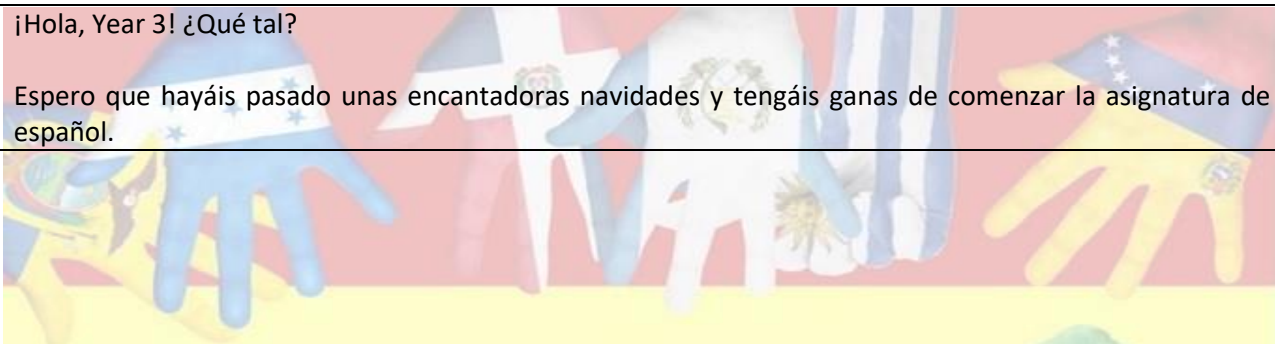 ¡Hola, Year 3! ¿Qué tal?
Espero que hayáis pasado unas encantadoras navidades y tengáis ganas de comenzar la asignatura de
español.